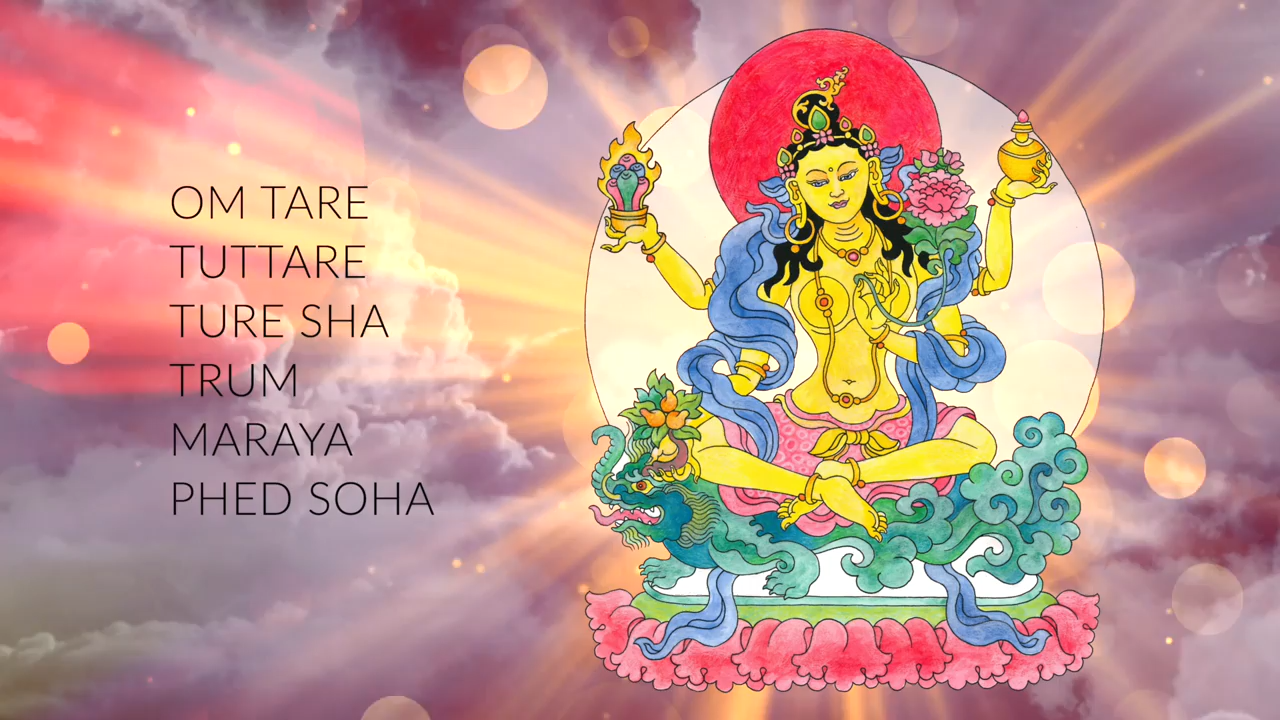 OM TARE
TUTTARE
TURE SHA
TRUM
MARAYA
PHED SOHA